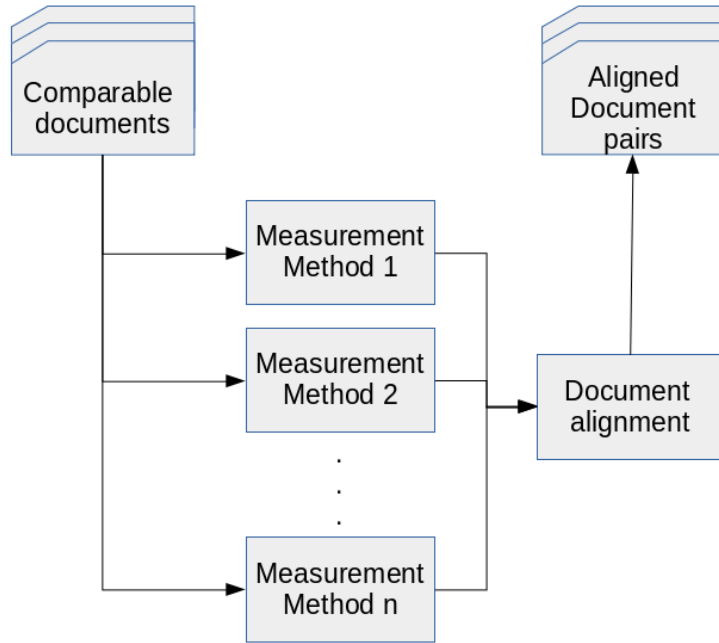 Comparable
documents
Aligned
Document
pairs
Measurement
Method 1
Measurement
Method 2
.
.
.
Document
alignment
Measurement
Method n